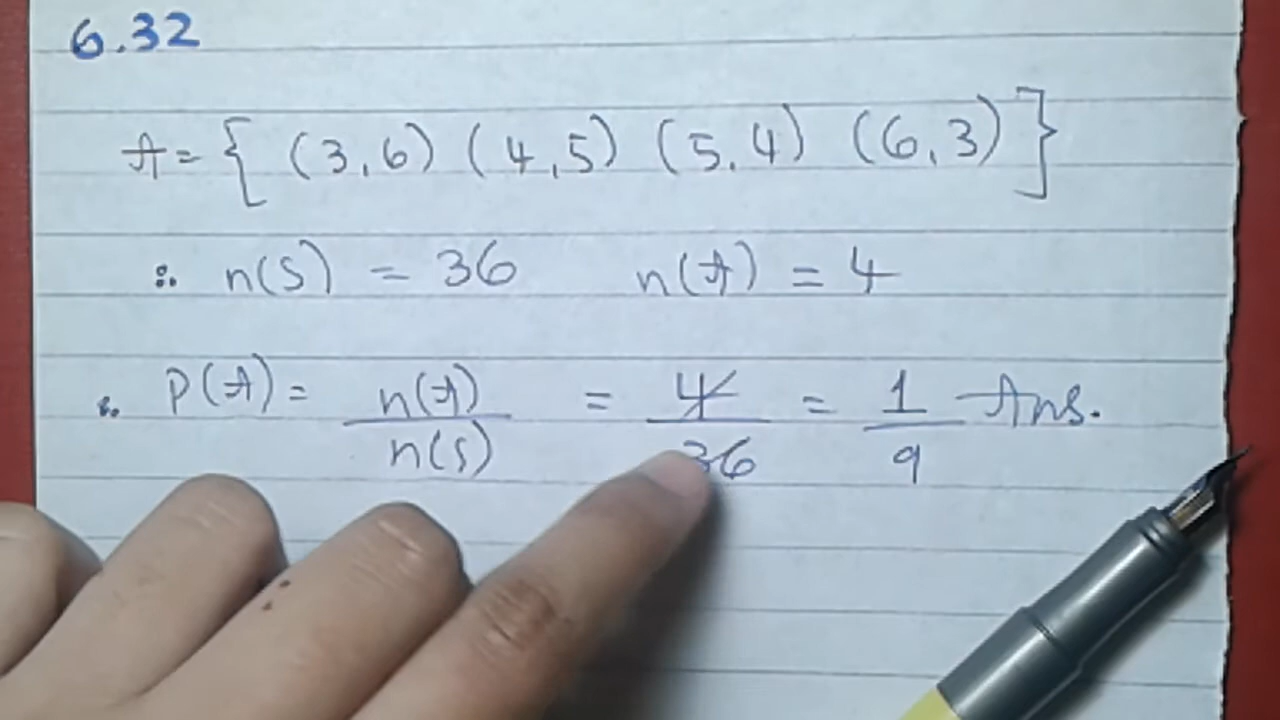 6.32
A = { (3,6) (4,5) (5,4) (6,3) }
∴ n(S) = 36 n(A) = 4
∴ P(A) = n(A)/n(S) = 4/36 = 1/9 Ans.